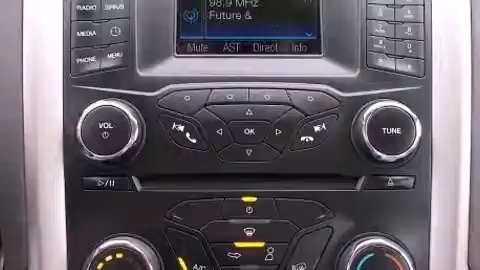 98.9 MHz
Future &
RADIO SIRIUS
MEDIA
PHONE MENU
Mute AST Direct Info
VOL
OK
TUNE
A/C